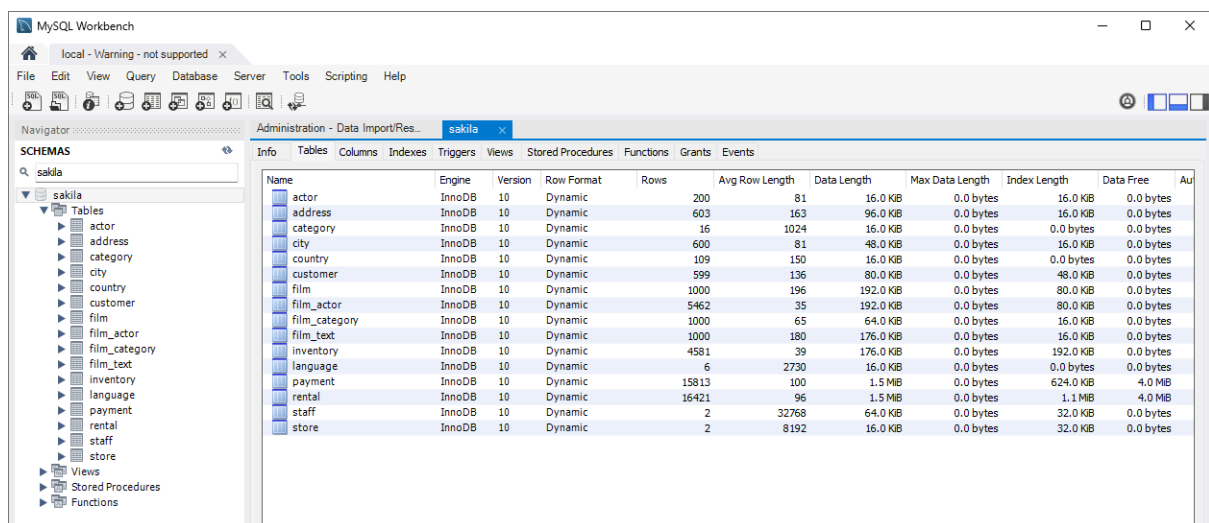 MySQL Workbench
local - Warning - not supported ×
File Edit View Query Database Server Tools Scripting Help
Navigator
Administration - Data Import/Res...
sakila ×
SCHEMAS
sakila
sakila
Tables
actor
address
category
city
country
customer
film
film_actor
film_category
film_text
inventory
language
payment
rental
staff
store
Views
Stored Procedures
Functions
Info Tables Columns Indexes Triggers Views Stored Procedures Functions Grants Events
Name Engine Version Row Format Rows Avg Row Length Data Length Max Data Length Index Length Data Free Au
actor InnoDB 10 Dynamic 200 81 16.0 KiB 0.0 bytes 16.0 KiB 0.0 bytes
address InnoDB 10 Dynamic 603 163 96.0 KiB 0.0 bytes 16.0 KiB 0.0 bytes
category InnoDB 10 Dynamic 16 1024 16.0 KiB 0.0 bytes 0.0 bytes 0.0 bytes
city InnoDB 10 Dynamic 600 81 48.0 KiB 0.0 bytes 16.0 KiB 0.0 bytes
country InnoDB 10 Dynamic 109 150 16.0 KiB 0.0 bytes 0.0 bytes 0.0 bytes
customer InnoDB 10 Dynamic 599 136 80.0 KiB 0.0 bytes 48.0 KiB 0.0 bytes
film InnoDB 10 Dynamic 1000 196 192.0 KiB 0.0 bytes 80.0 KiB 0.0 bytes
film_actor InnoDB 10 Dynamic 5462 35 192.0 KiB 0.0 bytes 80.0 KiB 0.0 bytes
film_category InnoDB 10 Dynamic 1000 65 64.0 KiB 0.0 bytes 16.0 KiB 0.0 bytes
film_text InnoDB 10 Dynamic 1000 180 176.0 KiB 0.0 bytes 16.0 KiB 0.0 bytes
inventory InnoDB 10 Dynamic 4581 39 176.0 KiB 0.0 bytes 192.0 KiB 0.0 bytes
language InnoDB 10 Dynamic 6 2730 16.0 KiB 0.0 bytes 0.0 bytes 0.0 bytes
payment InnoDB 10 Dynamic 15813 100 1.5 MiB 0.0 bytes 624.0 KiB 4.0 MiB
rental InnoDB 10 Dynamic 16421 96 1.5 MiB 0.0 bytes 1.1 MiB 4.0 MiB
staff InnoDB 10 Dynamic 2 32768 64.0 KiB 0.0 bytes 32.0 KiB 0.0 bytes
store InnoDB 10 Dynamic 2 8192 16.0 KiB 0.0 bytes 32.0 KiB 0.0 bytes